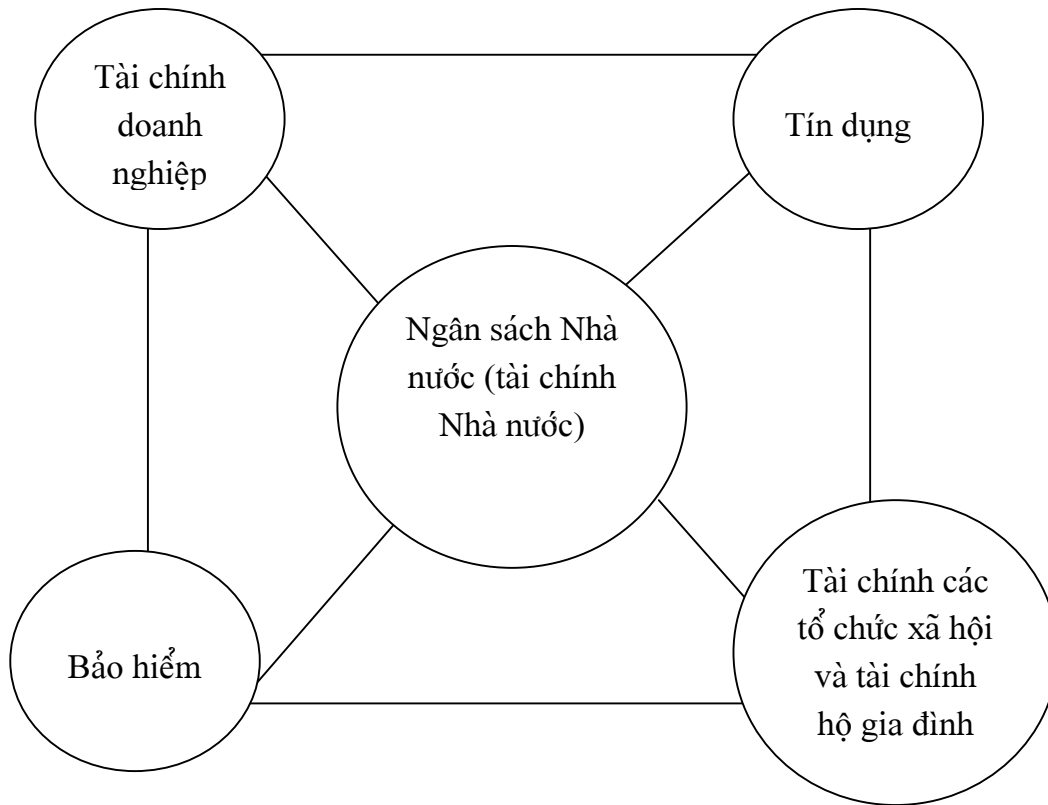 Tài chính
doanh
nghiệp
Tín dụng
Ngân sách Nhà
nước (tài chính
Nhà nước)
Bảo hiểm
Tài chính các
tổ chức xã hội
và tài chính
hộ gia đình